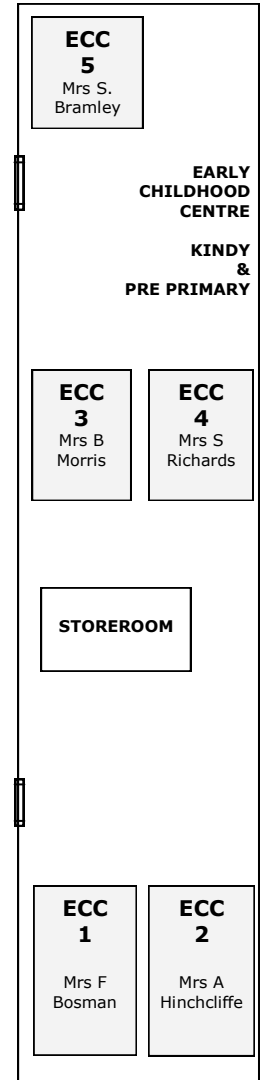 ECC
5
Mrs S.
Bramley
EARLY
CHILDHOOD
CENTRE
KINDY
&
PRE PRIMARY
ECC
3
Mrs B
Morris
ECC
4
Mrs S
Richards
STOREROOM
ECC
1
Mrs F
Bosman
ECC
2
Mrs A
Hinchcliffe